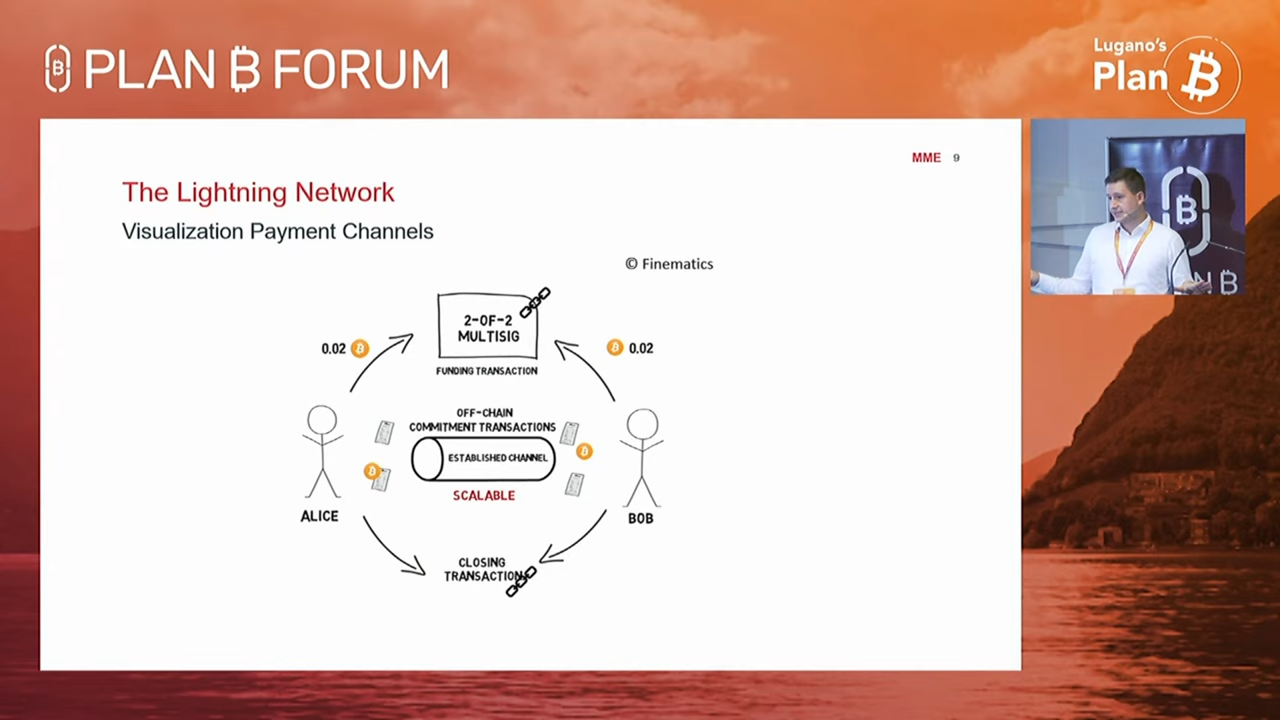 PLAN ₿ FORUM
Lugano's
Plan ₿
MME 9
The Lightning Network
Visualization Payment Channels
© Finematics
2-OF-2
MULTISIG
0.02
0.02
FUNDING TRANSACTION
OFF-CHAIN
COMMITMENT TRANSACTIONS
ESTABLISHED CHANNEL
SCALABLE
ALICE
BOB
CLOSING
TRANSACTION